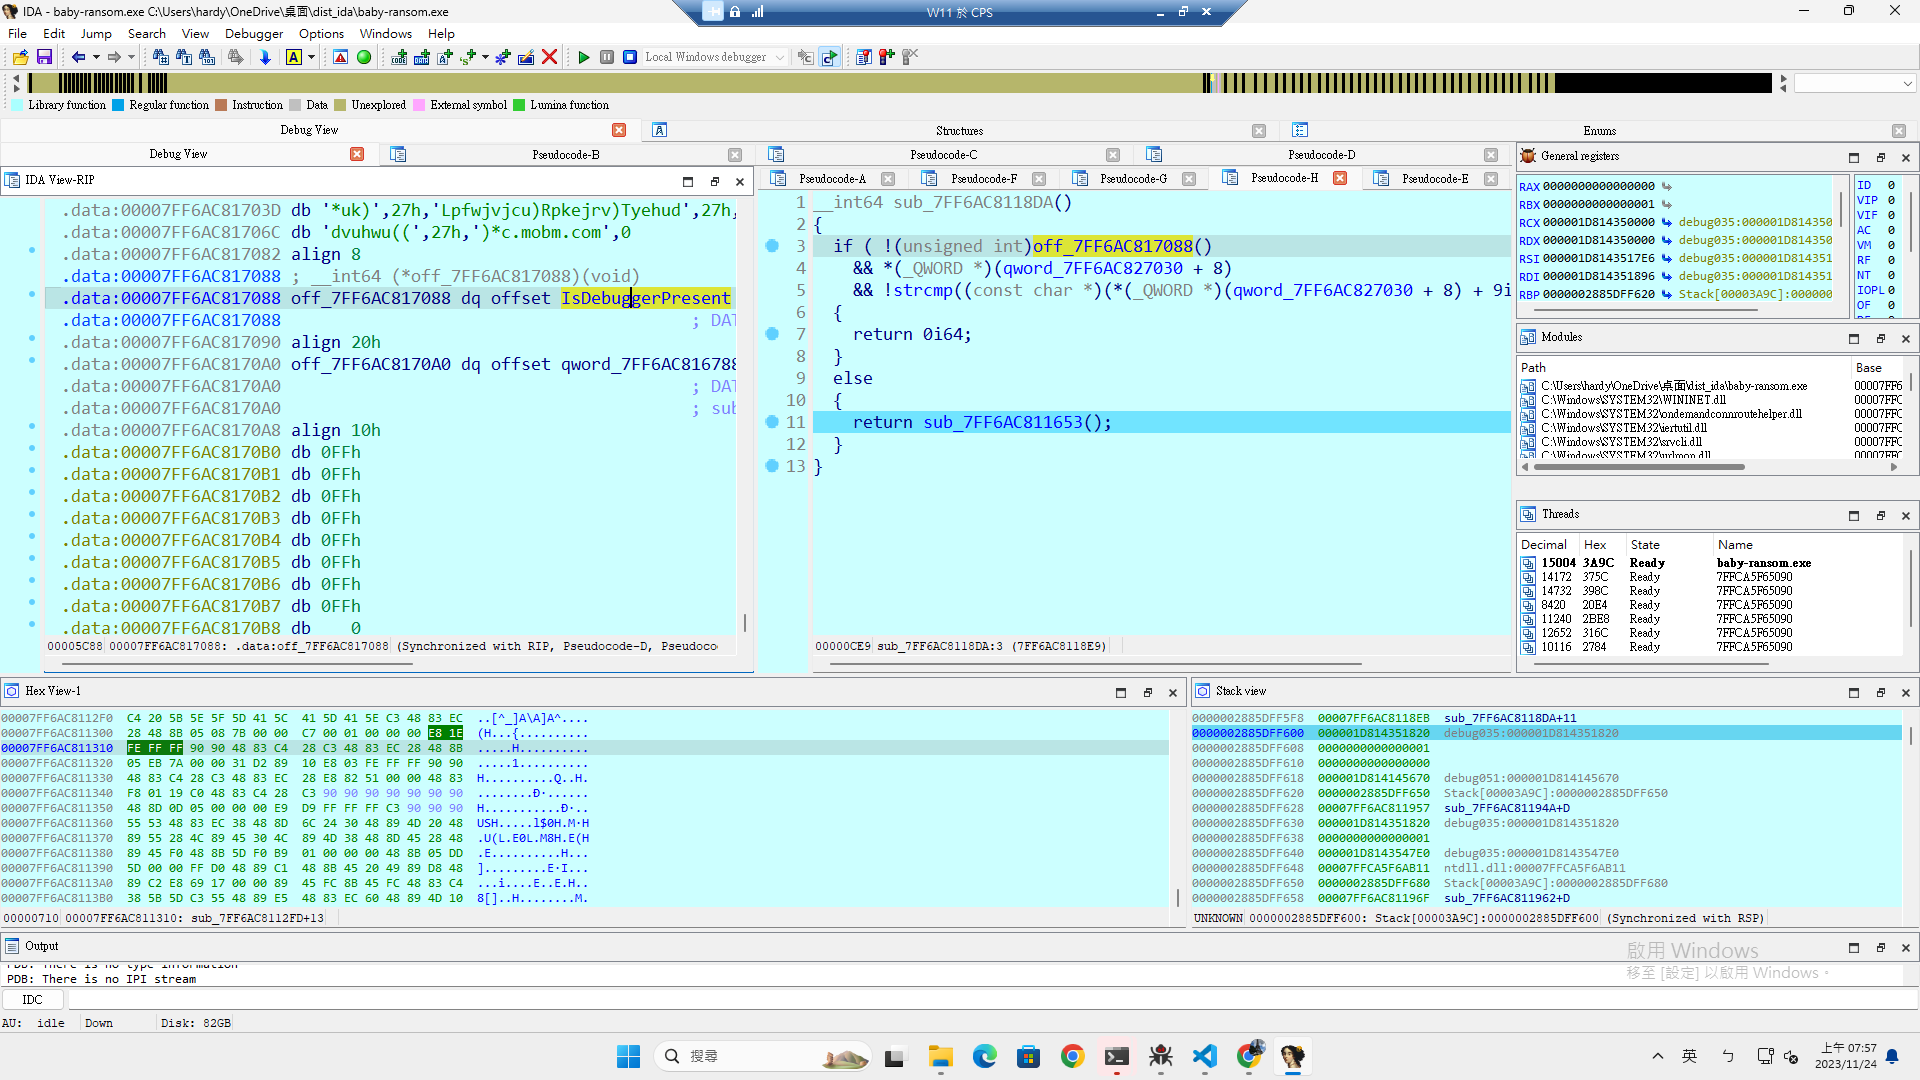 IDA - baby-ransom.exe C:\Users\hardy\OneDrive\桌面\dist_ida\baby-ransom.exe
W11 於 CPS
File Edit Jump Search View Debugger Options Windows Help
Local Windows debugger
Library function Regular function Instruction Data Unexplored External symbol Lumina function
Debug View Structures Enums
Debug View Pseudocode-B Pseudocode-C Pseudocode-D
IDA View-RIP
.data:00007FF6AC81703D db '*uk)',27h,'Lpfwjvjcu)Rpkejrv)Tyehud',27h,
.data:00007FF6AC81706C db 'dvuhwu((',27h,')*c.mobm.com',0
.data:00007FF6AC817082 align 8
.data:00007FF6AC817088 ; __int64 (*off_7FF6AC817088)(void)
.data:00007FF6AC817088 off_7FF6AC817088 dq offset IsDebuggerPresent
.data:00007FF6AC817088 ; DAT
.data:00007FF6AC817090 align 20h
.data:00007FF6AC8170A0 off_7FF6AC8170A0 dq offset qword_7FF6AC816788
.data:00007FF6AC8170A0 ; DAT
.data:00007FF6AC8170A0 ; sub
.data:00007FF6AC8170A8 align 10h
.data:00007FF6AC8170B0 db 0FFh
.data:00007FF6AC8170B1 db 0FFh
.data:00007FF6AC8170B2 db 0FFh
.data:00007FF6AC8170B3 db 0FFh
.data:00007FF6AC8170B4 db 0FFh
.data:00007FF6AC8170B5 db 0FFh
.data:00007FF6AC8170B6 db 0FFh
.data:00007FF6AC8170B7 db 0FFh
.data:00007FF6AC8170B8 db 0
00005C88 00007FF6AC817088: .data:off_7FF6AC817088 (Synchronized with RIP, Pseudocode-D, Pseudoco
Pseudocode-A Pseudocode-F Pseudocode-G Pseudocode-H Pseudocode-E
1 __int64 sub_7FF6AC8118DA()
2 {
3 if ( !(unsigned int)off_7FF6AC817088()
4 && *(_QWORD *)(qword_7FF6AC827030 + 8)
5 && !strcmp((const char *)(*(_QWORD *)(qword_7FF6AC827030 + 8) + 9i
6 {
7 return 0i64;
8 }
9 else
10 {
11 return sub_7FF6AC811653();
12 }
13 }
00000CE9 sub_7FF6AC8118DA:3 (7FF6AC8118E9)
General registers
RAX 0000000000000000
RBX 0000000000000001
RCX 000001D814350000 debug035:000001D814350
RDX 000001D814350000 debug035:000001D814350
RSI 000001D8143517E6 debug035:000001D814350
RDI 000001D814351896 debug035:000001D814350
RBP 0000002885DFF620 Stack[00003A9C]:000000
ID 0
VIP 0
VIF 0
AC 0
VM 0
RF 0
NT 0
IOPL 0
OF 0
Modules
Path Base
C:\Users\hardy\OneDrive\桌面\dist_ida\baby-ransom.exe 00007FF6
C:\Windows\SYSTEM32\WININET.dll 00007FFC
C:\Windows\SYSTEM32\ondemandconnroutehelper.dll 00007FFC
C:\Windows\SYSTEM32\iertutil.dll 00007FFC
C:\Windows\SYSTEM32\srvcli.dll 00007FFC
C:\Windows\SYSTEM32\urlmon.dll 00007FFC
Threads
Decimal Hex State Name
15004 3A9C Ready baby-ransom.exe
14172 375C Ready 7FFCA5F65090
14732 398C Ready 7FFCA5F65090
8420 20E4 Ready 7FFCA5F65090
11240 2BE8 Ready 7FFCA5F65090
12652 316C Ready 7FFCA5F65090
10116 2784 Ready 7FFCA5F65090
Hex View-1
00007FF6AC8112F0 C4 20 5B 5E 5F 5D 41 5C 41 5D 41 5E C3 48 83 EC ..[^_]A\A]A^....
00007FF6AC811300 28 48 8B 05 08 7B 00 00 C7 00 01 00 00 00 E8 1E (H...{..........
00007FF6AC811310 FE FF FF 90 90 48 83 C4 28 C3 48 83 EC 28 48 8B .....H..........
00007FF6AC811320 05 EB 7A 00 00 31 D2 89 10 E8 03 FE FF FF 90 90 .....1..........
00007FF6AC811330 48 83 C4 28 C3 48 83 EC 28 E8 82 51 00 00 48 83 H..........Q..H.
00007FF6AC811340 F8 01 19 C0 48 83 C4 28 C3 90 90 90 90 90 90 90 ........Đ·......
00007FF6AC811350 48 8D 0D 05 00 00 00 E9 D9 FF FF FF C3 90 90 90 H...........Đ·..
00007FF6AC811360 55 53 48 83 EC 38 48 8D 6C 24 30 48 89 4D 20 48 USH.....l$0H.M·H
00007FF6AC811370 89 55 28 4C 89 45 30 4C 89 4D 38 48 8D 45 28 48 .U(L.E0L.M8H.E(H
00007FF6AC811380 89 45 F0 48 8B 5D F0 B9 01 00 00 00 48 8B 05 DD .E..........H...
00007FF6AC811390 5D 00 00 FF D0 48 89 C1 48 8B 45 20 49 89 D8 48 ]........E·I...
00007FF6AC8113A0 89 C2 E8 69 17 00 00 89 45 FC 8B 45 FC 48 83 C4 ...i....E..E.H..
00007FF6AC8113B0 38 5B 5D C3 55 48 89 E5 48 83 EC 60 48 89 4D 10 8[]..H........M.
00000710 00007FF6AC811310: sub_7FF6AC8112FD+13
Stack view
0000002885DFF5F8 00007FF6AC8118EB sub_7FF6AC8118DA+11
0000002885DFF600 000001D814351820 debug035:000001D814351820
0000002885DFF608 0000000000000001
0000002885DFF610 0000000000000000
0000002885DFF618 000001D814145670 debug051:000001D814145670
0000002885DFF620 0000002885DFF650 Stack[00003A9C]:0000002885DFF650
0000002885DFF628 00007FF6AC811957 sub_7FF6AC81194A+D
0000002885DFF630 000001D814351820 debug035:000001D814351820
0000002885DFF638 0000000000000001
0000002885DFF640 000001D8143547E0 debug035:000001D8143547E0
0000002885DFF648 00007FFCA5F6AB11 ntdll.dll:00007FFCA5F6AB11
0000002885DFF650 0000002885DFF680 Stack[00003A9C]:0000002885DFF680
0000002885DFF658 00007FF6AC81196F sub_7FF6AC811962+D
UNKNOWN 0000002885DFF600: Stack[00003A9C]:0000002885DFF600 (Synchronized with RSP)
Output
PDB: There is no type information
PDB: There is no IPI stream
IDC
啟用 Windows
移至 [設定] 以啟用 Windows。
AU: idle Down Disk: 82GB
搜尋
英 ㄅ
上午 07:57
2023/11/24